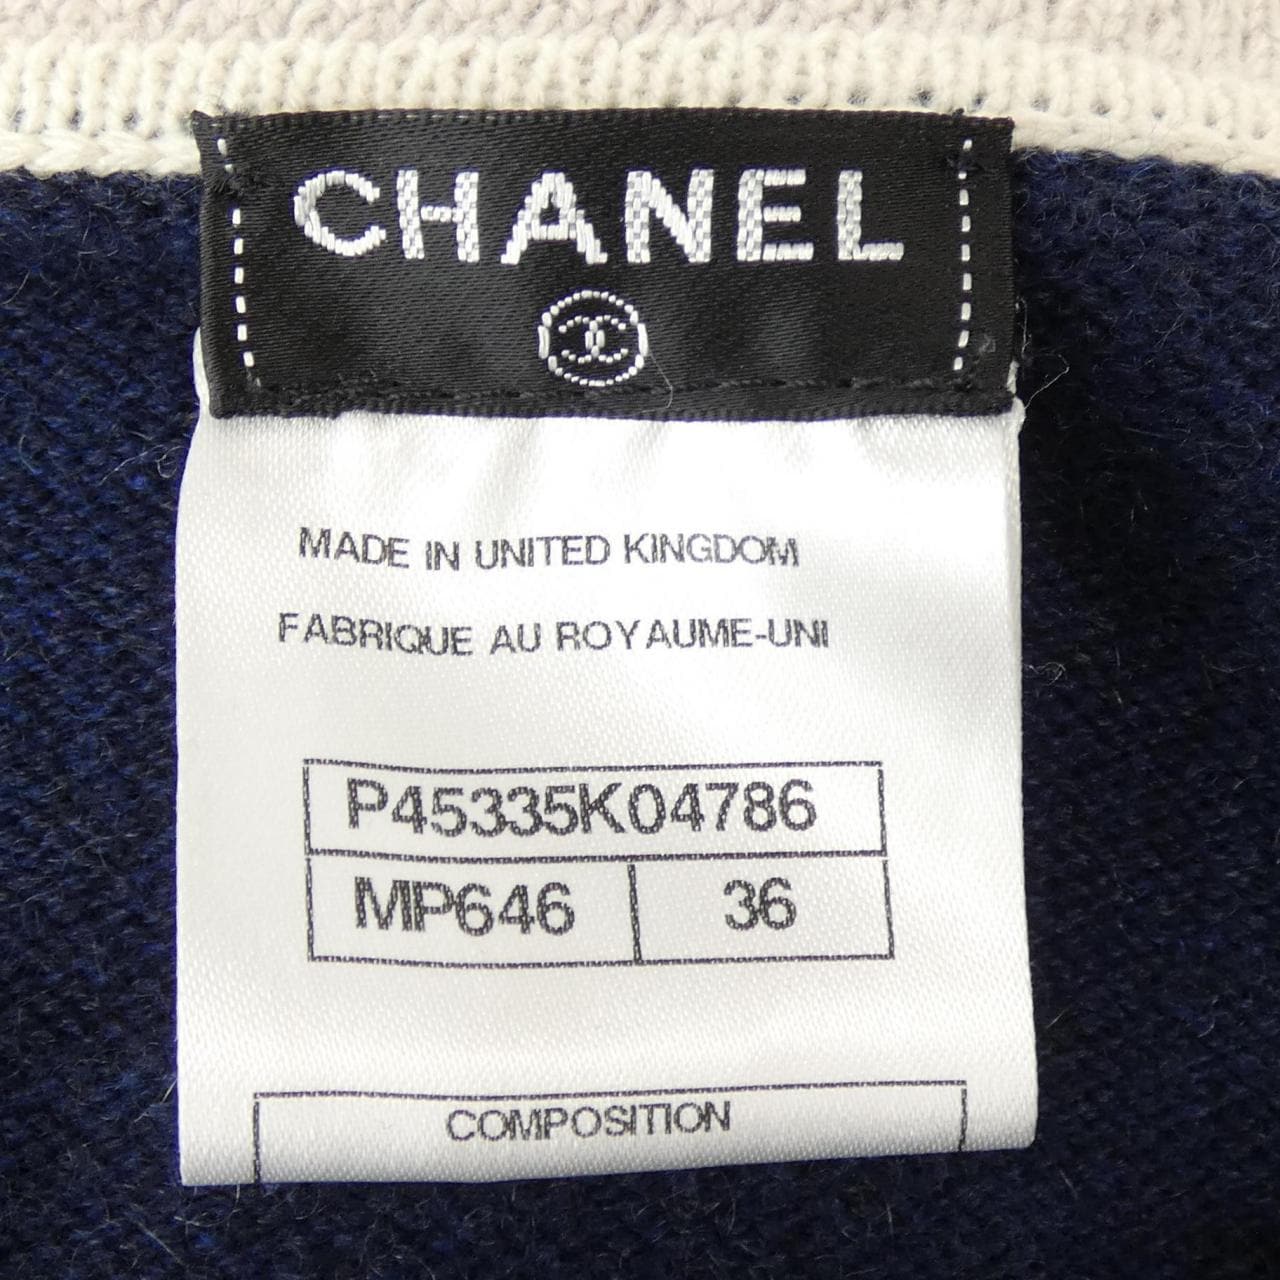 CHANEL
MADE IN UNITED KINGDOM
FABRIQUE AU ROYAUME-UNI
P45335K04786
MP646 36
COMPOSITION